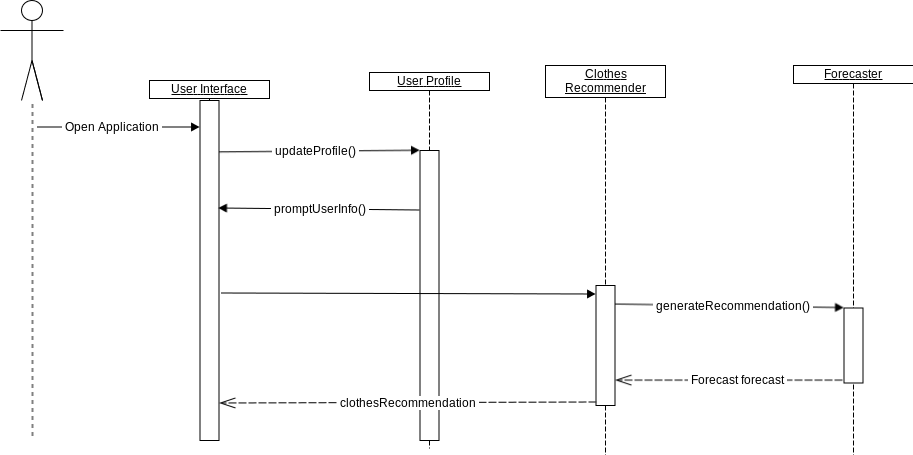 User Interface
User Profile
Clothes
Recommender
Forecaster
Open Application
updateProfile()
promptUserInfo()
generateRecommendation()
Forecast forecast
clothesRecommendation